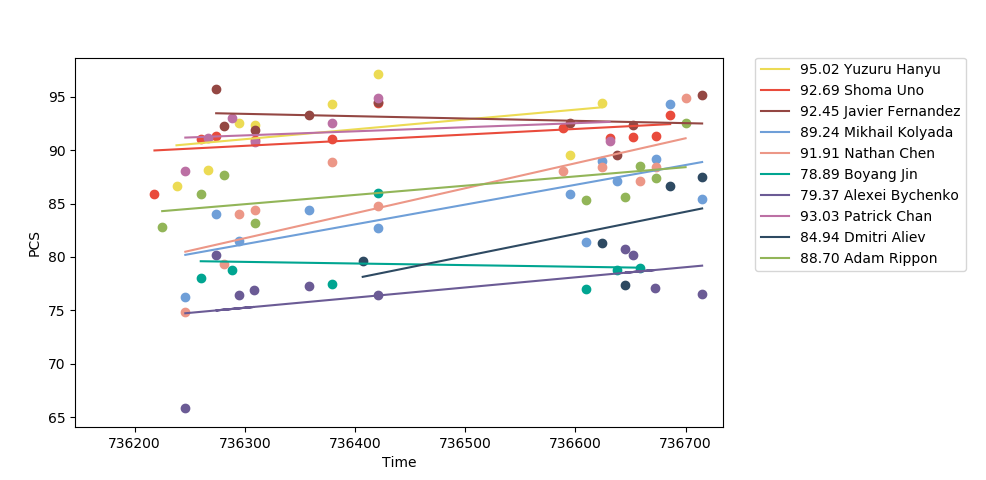 95
90
85
80
75
70
65
PCS
736200 736300 736400 736500 736600 736700
Time
95.02 Yuzuru Hanyu
92.69 Shoma Uno
92.45 Javier Fernandez
89.24 Mikhail Kolyada
91.91 Nathan Chen
78.89 Boyang Jin
79.37 Alexei Bychenko
93.03 Patrick Chan
84.94 Dmitri Aliev
88.70 Adam Rippon